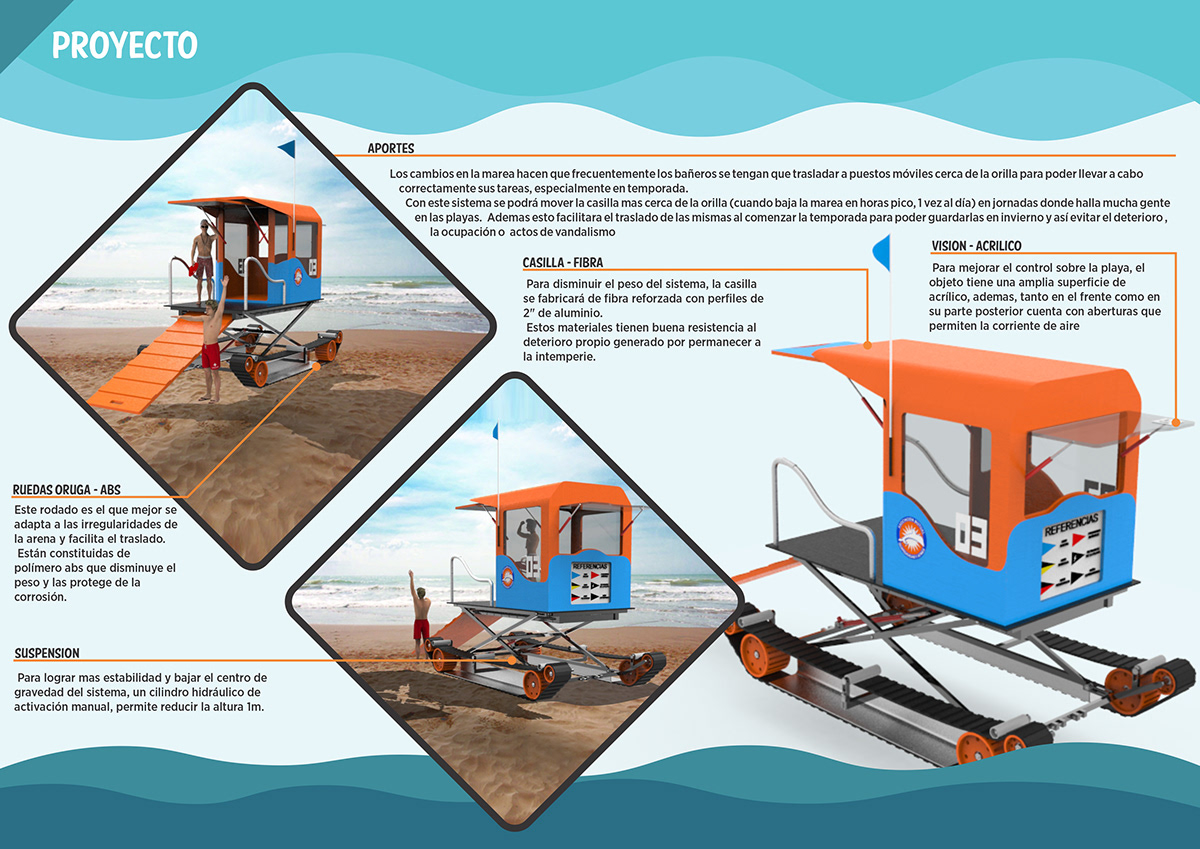 PROYECTO
APORTES
Los cambios en la marea hacen que frecuentemente los bañeros se tengan que trasladar a puestos móviles cerca de la orilla para poder llevar a cabo
correctamente sus tareas, especialmente en temporada.
Con este sistema se podrá mover la casilla mas cerca de la orilla (cuando baja la marea en horas pico, 1 vez al día) en jornadas donde halla mucha gente
en las playas. Ademas esto facilitara el traslado de las mismas al comenzar la temporada para poder guardarlas en invierno y así evitar el deterioro ,
la ocupación o actos de vandalismo
CASILLA - FIBRA
Para disminuir el peso del sistema, la casilla
se fabricará de fibra reforzada con perfiles de
2" de aluminio.
Estos materiales tienen buena resistencia al
deterioro propio generado por permanecer a
la intemperie.
VISION - ACRILICO
Para mejorar el control sobre la playa, el
objeto tiene una amplia superficie de
acrílico, ademas, tanto en el frente como en
su parte posterior cuenta con aberturas que
permiten la corriente de aire
RUEDAS ORUGA - ABS
Este rodado es el que mejor se
adapta a las irregularidades de
la arena y facilita el traslado.
Están constituidas de
polímero abs que disminuye el
peso y las protege de la
corrosión.
SUSPENSION
Para lograr mas estabilidad y bajar el centro de
gravedad del sistema, un cilindro hidráulico de
activación manual, permite reducir la altura 1m.
03
03
REFERENCIAS
03
REFERENCIAS